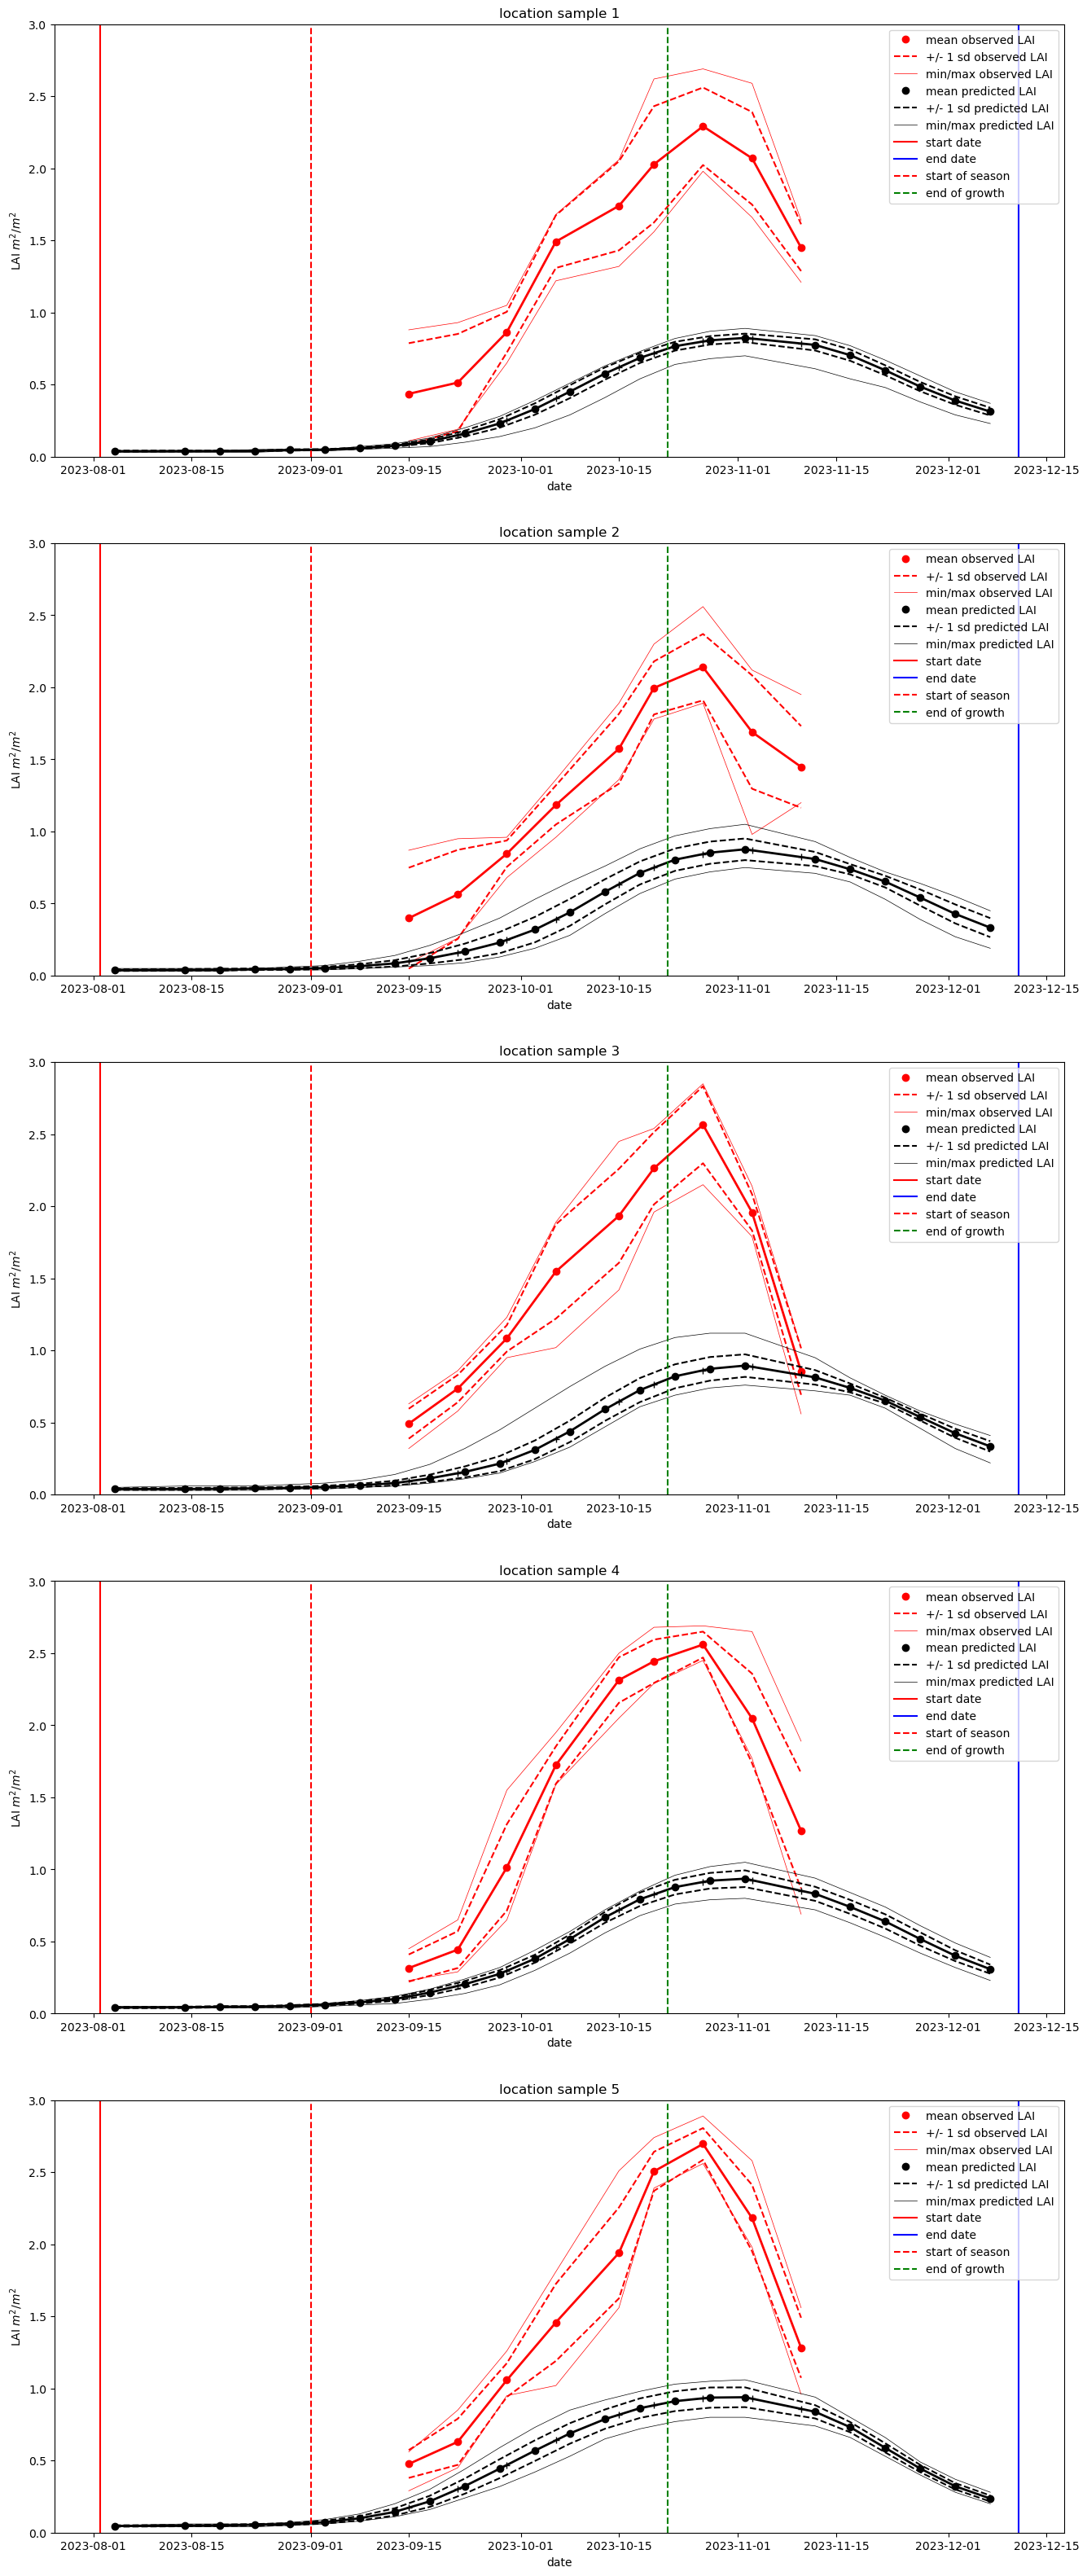 location sample 1
3.0
2.5
2.0
1.5
1.0
0.5
0.0
LAI m²/m²
mean observed LAI
+/- 1 sd observed LAI
min/max observed LAI
mean predicted LAI
+/- 1 sd predicted LAI
min/max predicted LAI
start date
end date
start of season
end of growth
2023-08-01 2023-08-15 2023-09-01 2023-09-15 2023-10-01 2023-10-15 2023-11-01 2023-11-15 2023-12-01 2023-12-15
date
location sample 2
3.0
2.5
2.0
1.5
1.0
0.5
0.0
LAI m²/m²
mean observed LAI
+/- 1 sd observed LAI
min/max observed LAI
mean predicted LAI
+/- 1 sd predicted LAI
min/max predicted LAI
start date
end date
start of season
end of growth
2023-08-01 2023-08-15 2023-09-01 2023-09-15 2023-10-01 2023-10-15 2023-11-01 2023-11-15 2023-12-01 2023-12-15
date
location sample 3
3.0
2.5
2.0
1.5
1.0
0.5
0.0
LAI m²/m²
mean observed LAI
+/- 1 sd observed LAI
min/max observed LAI
mean predicted LAI
+/- 1 sd predicted LAI
min/max predicted LAI
start date
end date
start of season
end of growth
2023-08-01 2023-08-15 2023-09-01 2023-09-15 2023-10-01 2023-10-15 2023-11-01 2023-11-15 2023-12-01 2023-12-15
date
location sample 4
3.0
2.5
2.0
1.5
1.0
0.5
0.0
LAI m²/m²
mean observed LAI
+/- 1 sd observed LAI
min/max observed LAI
mean predicted LAI
+/- 1 sd predicted LAI
min/max predicted LAI
start date
end date
start of season
end of growth
2023-08-01 2023-08-15 2023-09-01 2023-09-15 2023-10-01 2023-10-15 2023-11-01 2023-11-15 2023-12-01 2023-12-15
date
location sample 5
3.0
2.5
2.0
1.5
1.0
0.5
0.0
LAI m²/m²
mean observed LAI
+/- 1 sd observed LAI
min/max observed LAI
mean predicted LAI
+/- 1 sd predicted LAI
min/max predicted LAI
start date
end date
start of season
end of growth
2023-08-01 2023-08-15 2023-09-01 2023-09-15 2023-10-01 2023-10-15 2023-11-01 2023-11-15 2023-12-01 2023-12-15
date